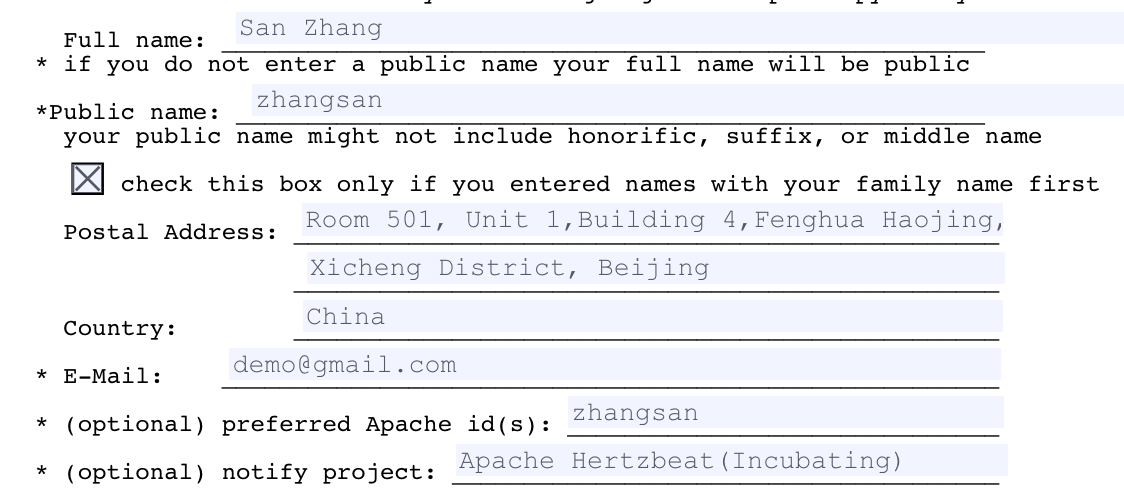 Full name: San Zhang
* if you do not enter a public name your full name will be public
*Public name: zhangsan
your public name might not include honorific, suffix, or middle name
check this box only if you entered names with your family name first
Postal Address: Room 501, Unit 1,Building 4,Fenghua Haojing,
Xicheng District, Beijing
Country: China
* E-Mail: demo@gmail.com
* (optional) preferred Apache id(s): zhangsan
* (optional) notify project: Apache Hertzbeat(Incubating)